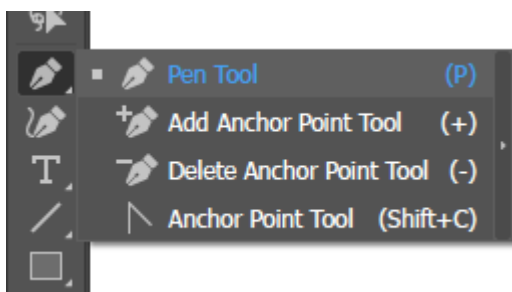 Pen Tool (P)
Add Anchor Point Tool (+)
Delete Anchor Point Tool (-)
Anchor Point Tool (Shift+C)